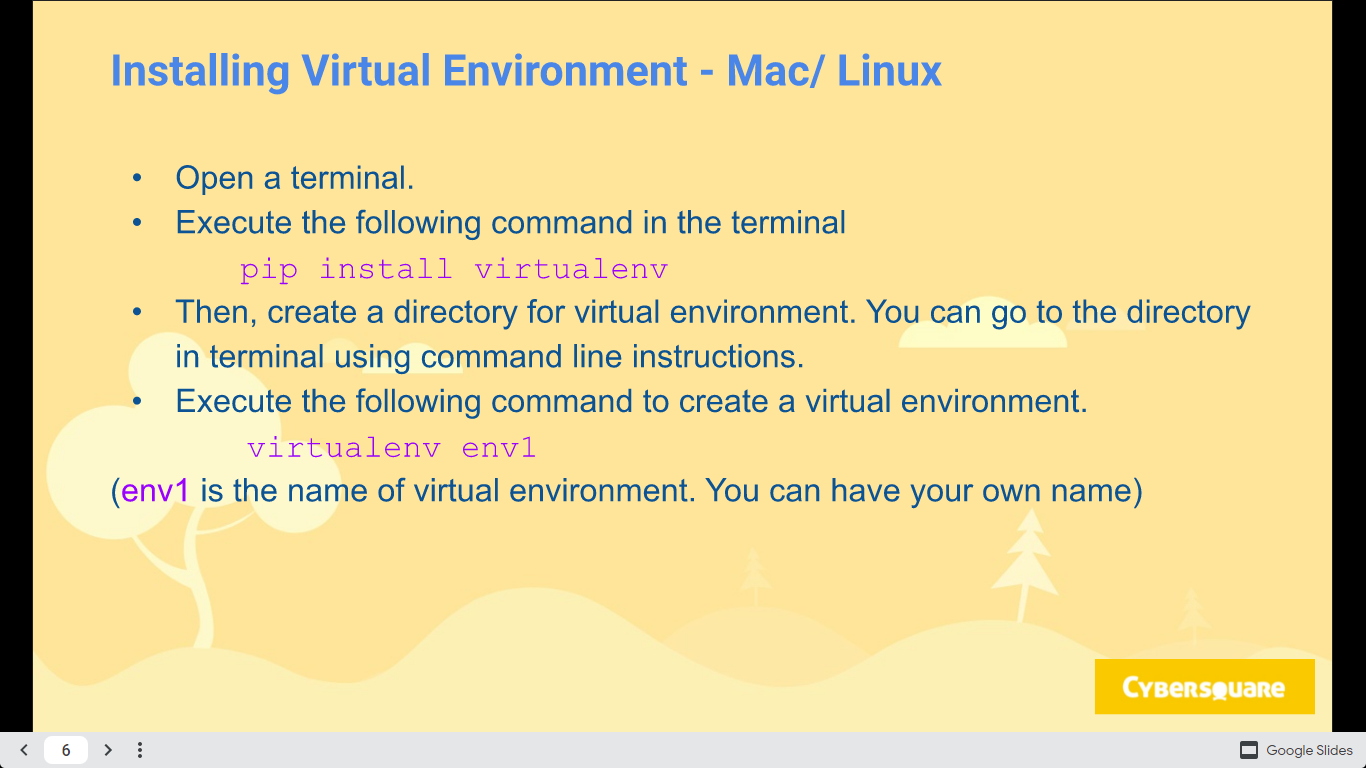 Installing Virtual Environment - Mac/ Linux
• Open a terminal.
• Execute the following command in the terminal
pip install virtualenv
• Then, create a directory for virtual environment. You can go to the directory
in terminal using command line instructions.
• Execute the following command to create a virtual environment.
virtualenv env1
(env1 is the name of virtual environment. You can have your own name)
CYBERSQUARE
6
Google Slides